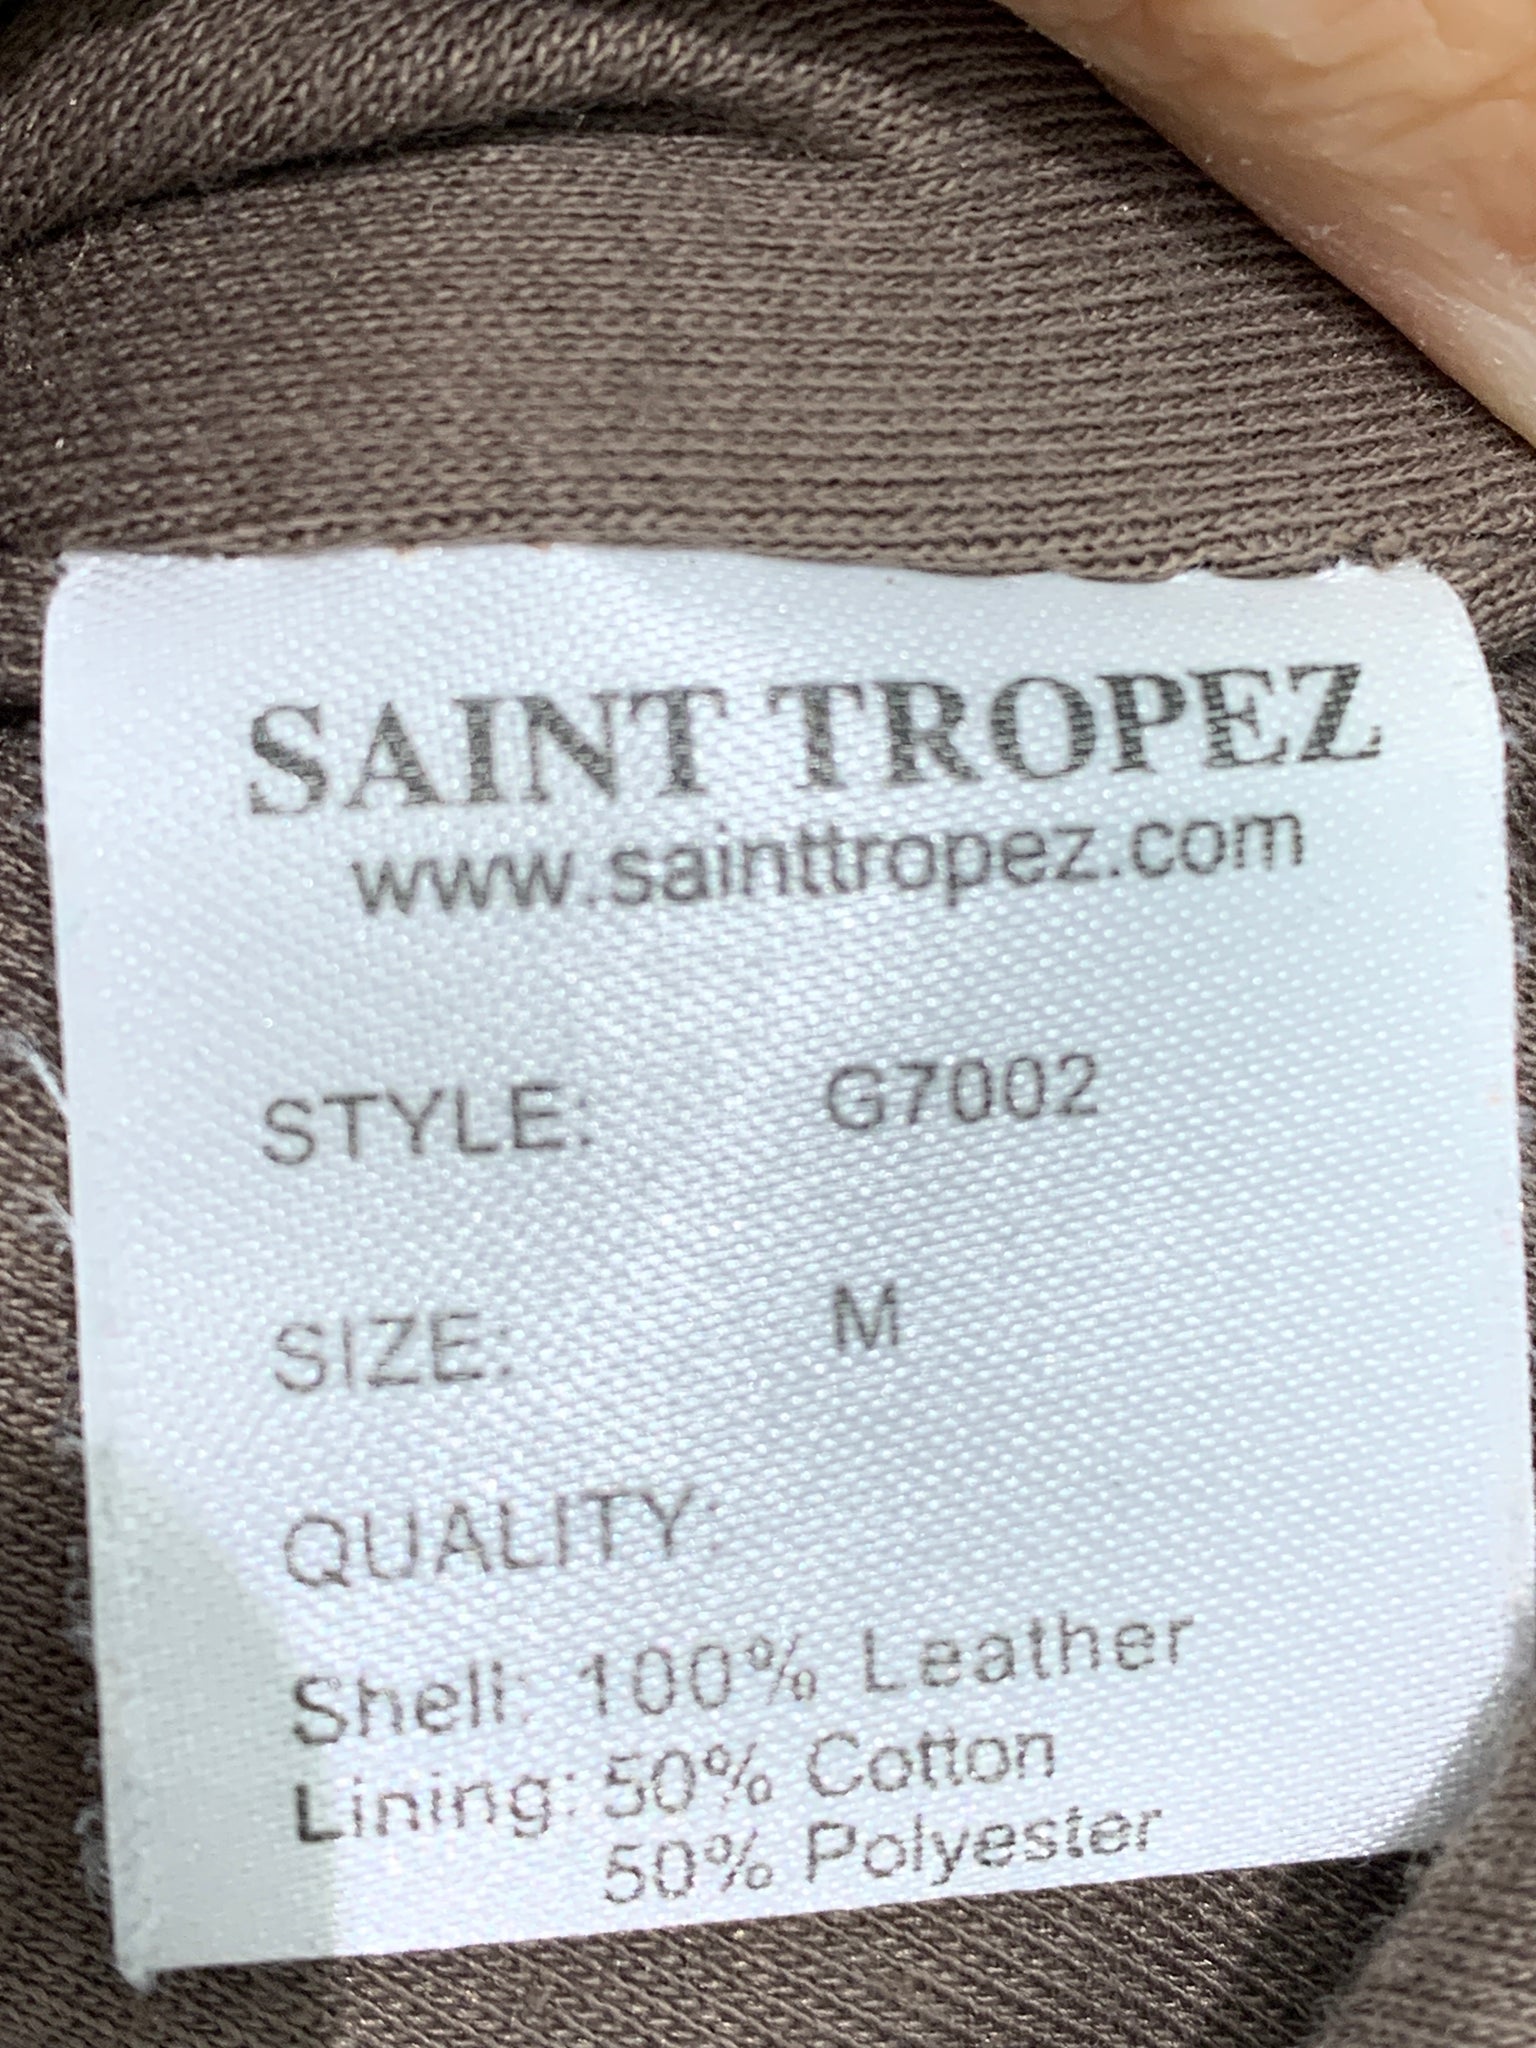 SAINT TROPEZ
www.sainttropez.com
STYLE: G7002
SIZE: M
QUALITY:
Shell: 100% Leather
Lining: 50% Cotton
50% Polyester